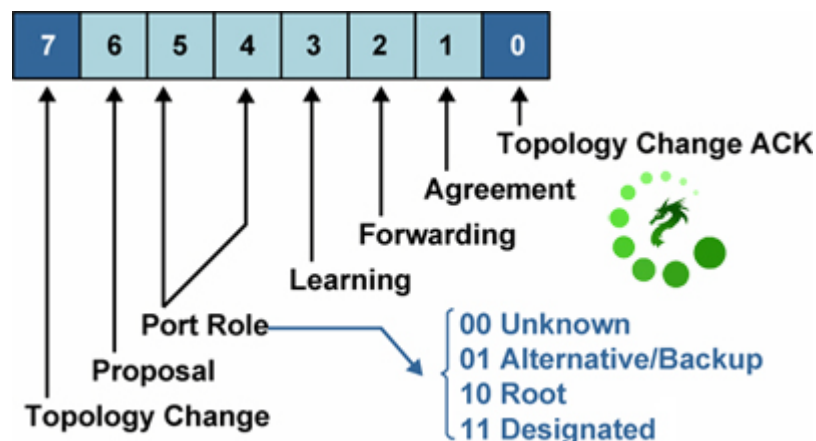 7 6 5 4 3 2 1 0
Topology Change ACK
Agreement
Forwarding
Learning
Port Role
00 Unknown
01 Alternative/Backup
10 Root
11 Designated
Proposal
Topology Change